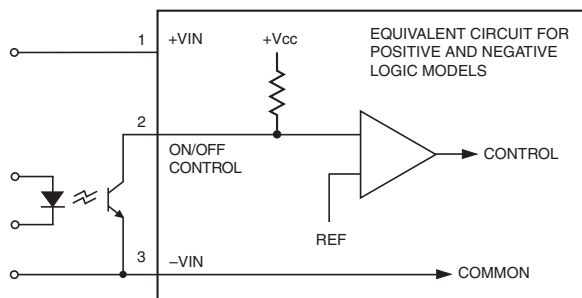 EQUIVALENT CIRCUIT FOR
POSITIVE AND NEGATIVE
LOGIC MODELS
1
+VIN
+Vcc
2
ON/OFF
CONTROL
CONTROL
REF
3
–VIN
COMMON